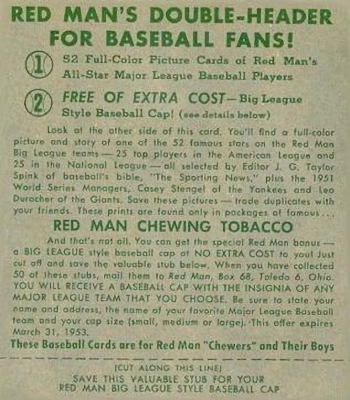 RED MAN'S DOUBLE-HEADER
FOR BASEBALL FANS!
1 52 Full-Color Picture Cards of Red Man's
All-Star Major League Baseball Players
2 FREE OF EXTRA COST—Big League
Style Baseball Cap! (see details below)
Look at the other side of this card. You'll find a full-color
picture and story of one of the 52 famous stars on the Red Man
Big League teams—25 top players in the American League and
25 in the National League—all selected by Editor J. G. Taylor
Spink of baseball's bible, "The Sporting News," plus the 1951
World Series Managers, Casey Stengel of the Yankees and Leo
Durocher of the Giants. Save these pictures—trade duplicates with
your friends. These prints are found only in packages of famous...
RED MAN CHEWING TOBACCO
And that's not all. You can get the special Red Man bonus—
a BIG LEAGUE style baseball cap at NO EXTRA COST to you! Just
cut off and save the valuable stub below. When you have collected
50 of these stubs, mail them to Red Man, Box 68, Toledo 6, Ohio.
YOU WILL RECEIVE A BASEBALL CAP WITH THE INSIGNIA OF ANY
MAJOR LEAGUE TEAM THAT YOU CHOOSE. Be sure to state your
name and address, the name of your favorite Major League Baseball
team and your cap size (small, medium or large). This offer expires
March 31, 1953.
These Baseball Cards are for Red Man "Chewers" and Their Boys
(CUT ALONG THIS LINE)
SAVE THIS VALUABLE STUB FOR YOUR
RED MAN BIG LEAGUE STYLE BASEBALL CAP